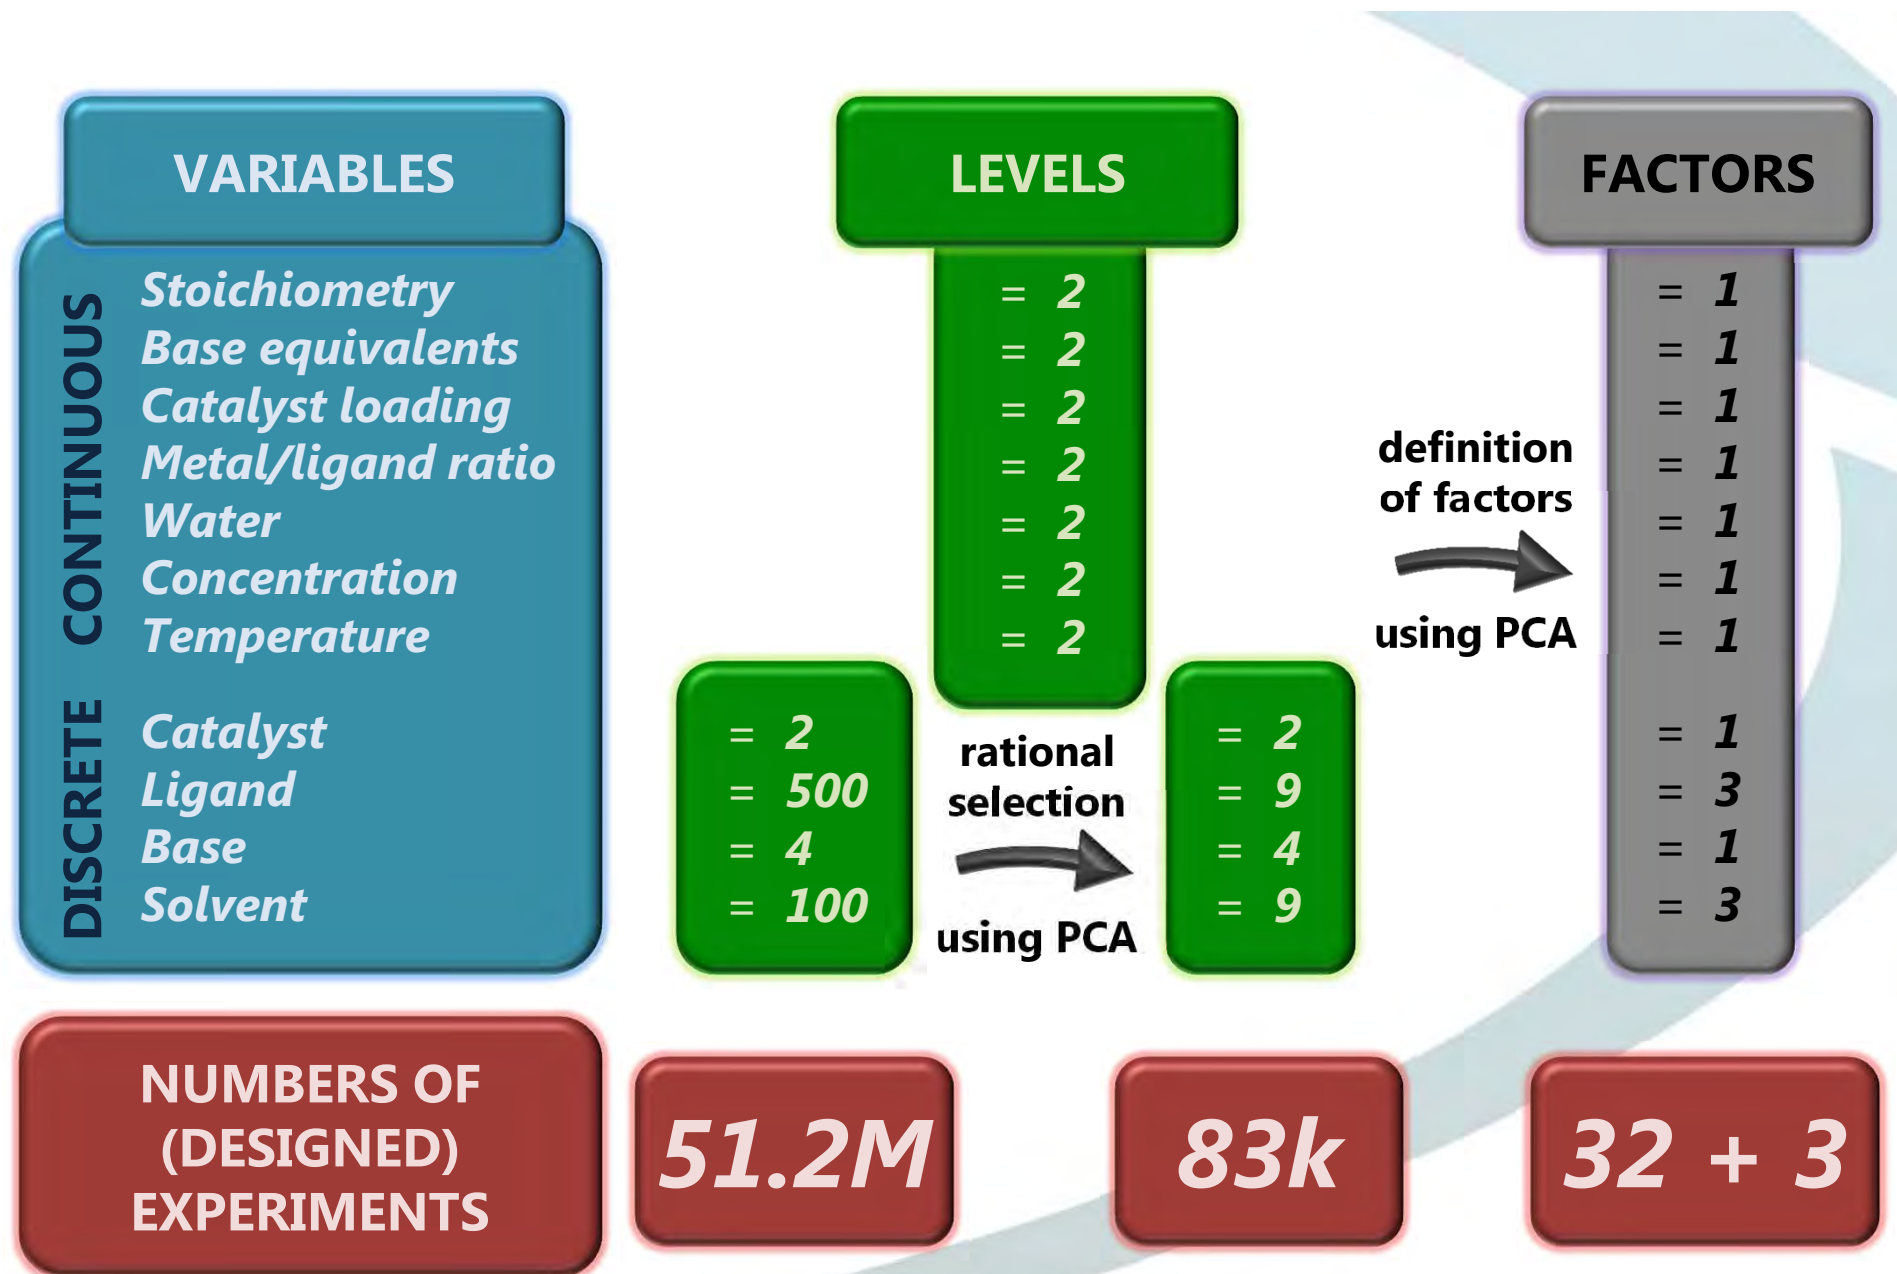 VARIABLES
LEVELS
FACTORS
CONTINUOUS
Stoichiometry = 2 = 1
Base equivalents = 2 = 1
Catalyst loading = 2 = 1
Metal/ligand ratio = 2 = 1
Water = 2 = 1
Concentration = 2 = 1
Temperature = 2 = 1
definition
of factors
using PCA
DISCRETE
Catalyst = 2 = 2 = 1
Ligand = 500 = 9 = 3
Base = 4 = 4 = 1
Solvent = 100 = 9 = 3
rational
selection
using PCA
NUMBERS OF
(DESIGNED)
EXPERIMENTS
51.2M
83k
32 + 3